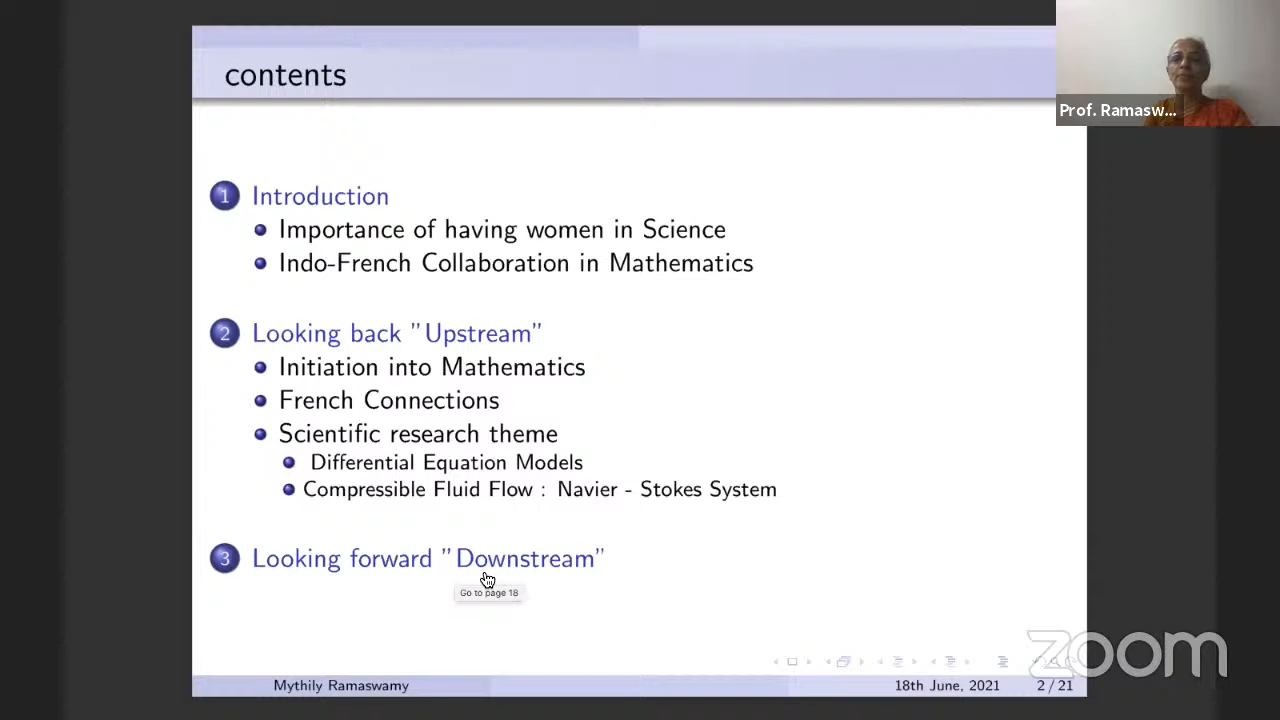 contents
Prof. Ramasw...
1 Introduction
Importance of having women in Science
Indo-French Collaboration in Mathematics
2 Looking back ”Upstream”
Initiation into Mathematics
French Connections
Scientific research theme
Differential Equation Models
Compressible Fluid Flow : Navier - Stokes System
3 Looking forward ”Downstream”
Go to page 18
zoom
Mythily Ramaswamy
18th June, 2021
2 / 21